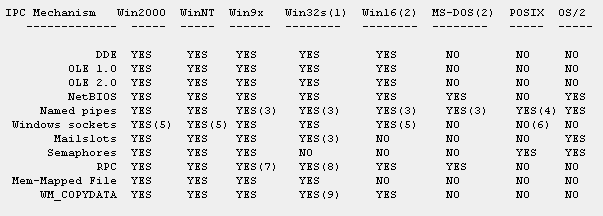 IPC Mechanism Win2000 WinNT Win9x Win32s(1) Win16(2) MS-DOS(2) POSIX OS/2
------------- ------- ----- ------ --------- -------- --------- ------ -----
DDE YES YES YES YES YES NO NO NO
OLE 1.0 YES YES YES YES YES NO NO NO
OLE 2.0 YES YES YES YES YES NO NO NO
NetBIOS YES YES YES YES YES YES NO YES
Named pipes YES YES YES(3) YES(3) YES(3) YES(3) YES(4) YES
Windows sockets YES(5) YES(5) YES YES YES(5) NO NO(6) NO
Mailslots YES YES YES YES(3) NO NO NO YES
Semaphores YES YES YES NO NO NO YES YES
RPC YES YES YES(7) YES(8) YES YES NO NO
Mem-Mapped File YES YES YES YES NO NO NO NO
WM_COPYDATA YES YES YES YES(9) YES NO NO NO